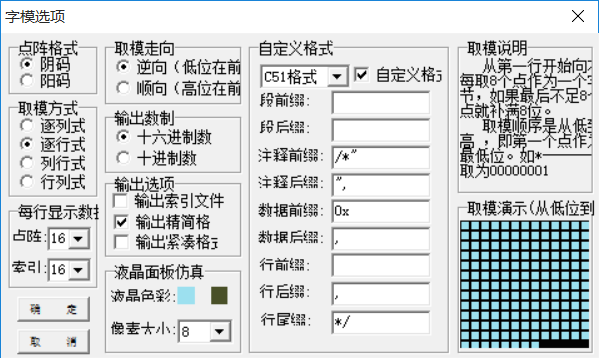 字模选项
点阵格式
阴码
阳码
取模方式
逐列式
逐行式
列行式
行列式
每行显示数据
点阵: 16
索引: 16
确 定
取 消
取模走向
逆向（低位在前
顺向（高位在前
输出数制
十六进制数
十进制数
输出选项
输出索引文件
输出精简格
输出紧凑格式
液晶面板仿真
液晶色彩:
像素大小: 8
自定义格式
C51格式 自定义格式
段前缀:
段后缀:
注释前缀: /*"
注释后缀: ",
数据前缀: 0x
数据后缀: ,
行前缀:
行后缀: ,
行尾缀: */
取模说明
从第一行开始向
每取8个点作为一个字
节，如果最后不足8个
点就补满8位。
取模顺序是从低到
高，即第一个点作为
最低位。如*-------
取为00000001
取模演示(从低位到